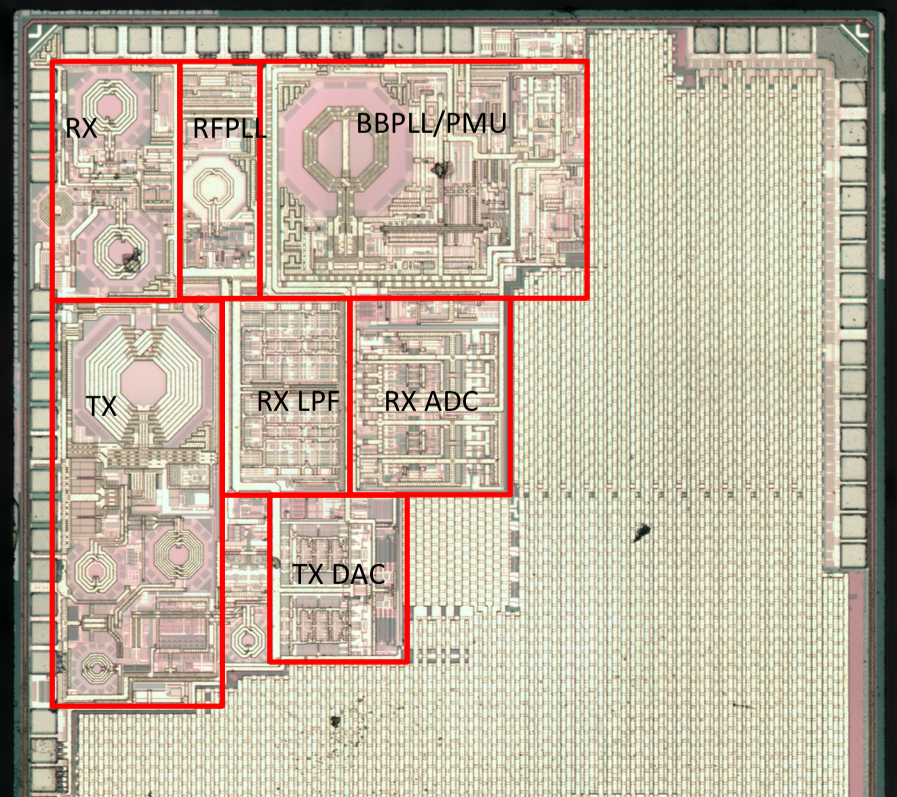 RX
RFPLL
BBPLL/PMU
TX
RX LPF
RX ADC
TX DAC